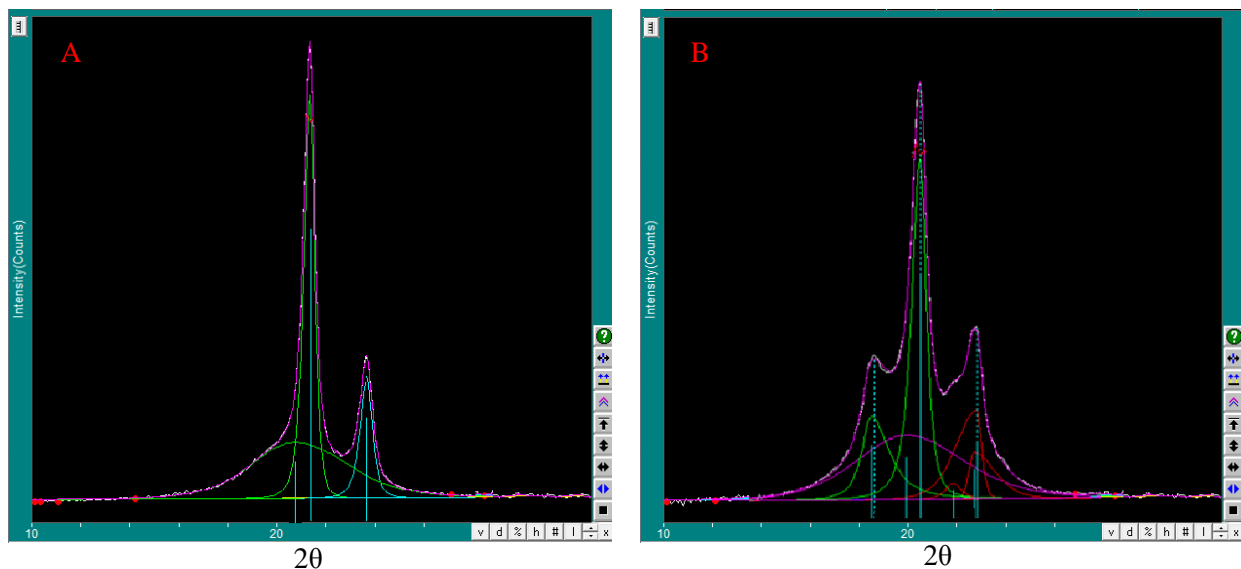 A
Intensity(Counts)
?
10
20
v d % h # l x
2θ
B
Intensity(Counts)
?
10
20
v d % h # l x
2θ